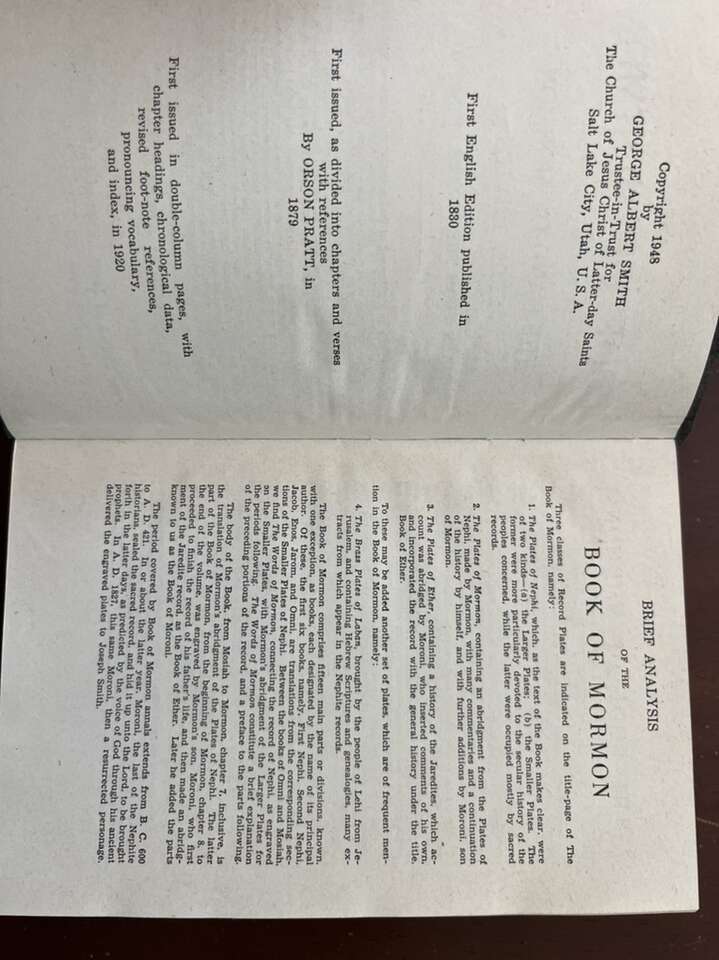 Copyright 1948
by
GEORGE ALBERT SMITH
Trustee-in-Trust for
The Church of Jesus Christ of Latter-day Saints
Salt Lake City, Utah, U. S. A.
First English Edition published in
1830
First issued, as divided into chapters and verses
with references
By ORSON PRATT, in
1879
First issued in double-column pages, with
chapter headings, chronological data,
revised foot-note references,
pronouncing vocabulary,
and index, in 1920
BRIEF ANALYSIS
OF THE
BOOK OF MORMON
Three classes of Record Plates are indicated on the title-page of The
Book of Mormon, namely:
1. The Plates of Nephi, which, as the text of the Book makes clear, were
of two kinds—(a) the Larger Plates; (b) the Smaller Plates. The
former were more particularly devoted to the secular history of the
peoples concerned, while the latter were occupied mostly by sacred
records.
2. The Plates of Mormon, containing an abridgment from the Plates of
Nephi, made by Mormon, with many commentaries and a continuation
of the history by himself, and with further additions by Moroni, son
of Mormon.
3. The Plates of Ether, containing a history of the Jaredites, which ac-
count was abridged by Moroni, who inserted comments of his own,
and incorporated the record with the general history under the title,
Book of Ether.
To these may be added another set of plates, which are of frequent men-
tion in the Book of Mormon, namely:
4. The Brass Plates of Laban, brought by the people of Lehi from Je-
rusalem, and containing Hebrew Scriptures and genealogies, many ex-
tracts from which appear in the Nephite records.
The Book of Mormon comprises fifteen main parts or divisions, known,
with one exception, as books, each designated by the name of its principal
author. Of these, the first six books, namely, First Nephi, Second Nephi,
Jacob, Enos, Jarom, and Omni, are translations from the corresponding sec-
tions of the Smaller Plates of Nephi. Between the books of Omni and Mosiah,
we find The Words of Mormon, connecting the record of Nephi, as engraved
on the Smaller Plates, with Mormon's abridgment of the Larger Plates for
the periods following. The Words of Mormon constitute a brief explanation
of the preceding portions of the record, and a preface to the parts following.
The body of the Book, from Mosiah to Mormon, chapter 7, inclusive, is
the translation of Mormon's abridgment of the Plates of Nephi. The latter
part of the Book of Mormon, from the beginning of Mormon, chapter 8, to
the end of the volume, was engraved by Mormon's son, Moroni, who first
proceeded to finish the record of his father's life, and then made an abridg-
ment of the Jaredite record, as the Book of Ether. Later he added the parts
known to us as the Book of Moroni.
The period covered by Book of Mormon annals extends from B. C. 600
to A. D. 421. In or about the latter year, Moroni, the last of the Nephite
historians, sealed the sacred record, and hid it up unto the Lord, to be brought
forth in the latter days, as predicted by the voice of God through his ancient
prophets. In A. D. 1827, this same Moroni, then a resurrected personage,
delivered the engraved plates to Joseph Smith.